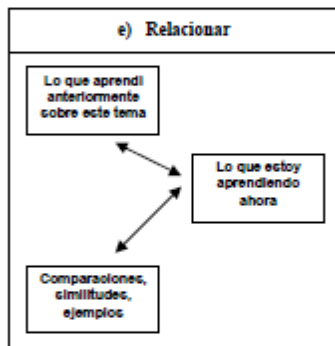 e) Relacionar
Lo que aprendí
anteriormente
sobre este tema
Lo que estoy
aprendiendo
ahora
Comparaciones,
similitudes,
ejemplos